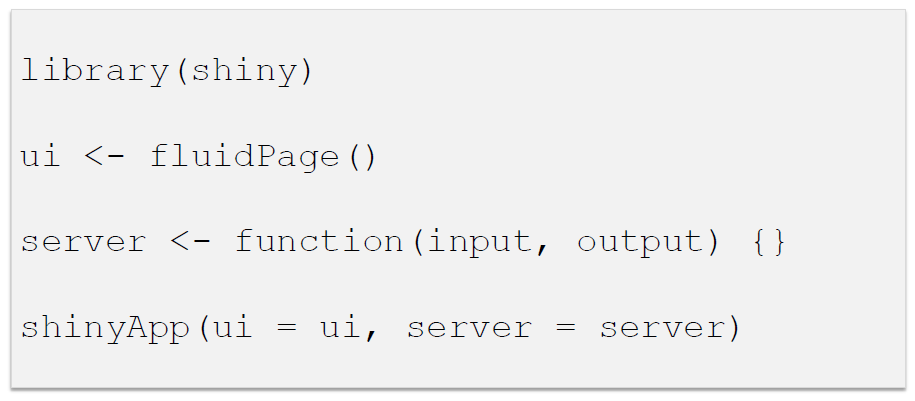 library(shiny)
ui <- fluidPage()
server <- function(input, output) {}
shinyApp(ui = ui, server = server)